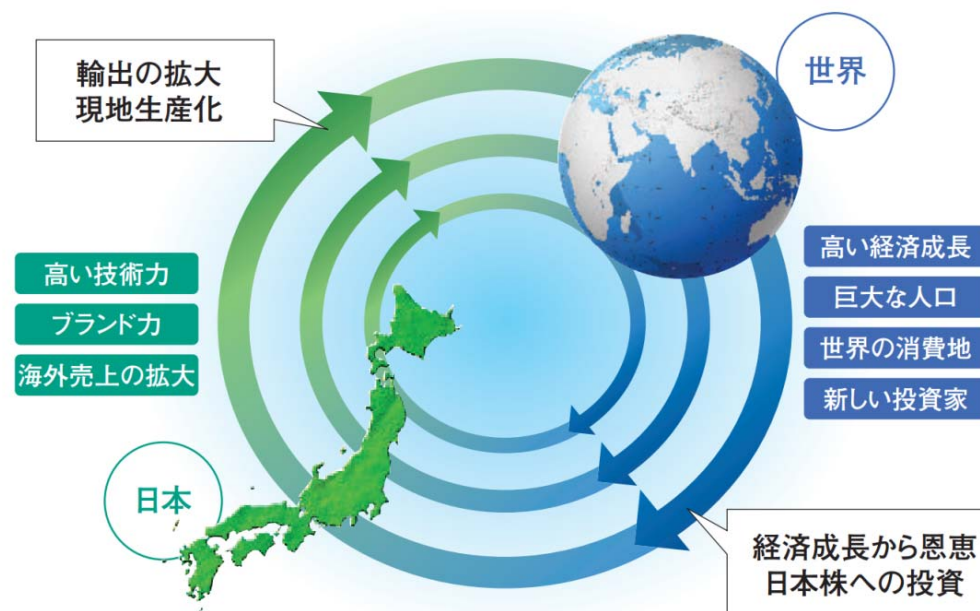 輸出の拡大
現地生産化
世界
高い技術力
ブランド力
海外売上の拡大
高い経済成長
巨大な人口
世界の消費地
新しい投資家
日本
経済成長から恩恵
日本株への投資